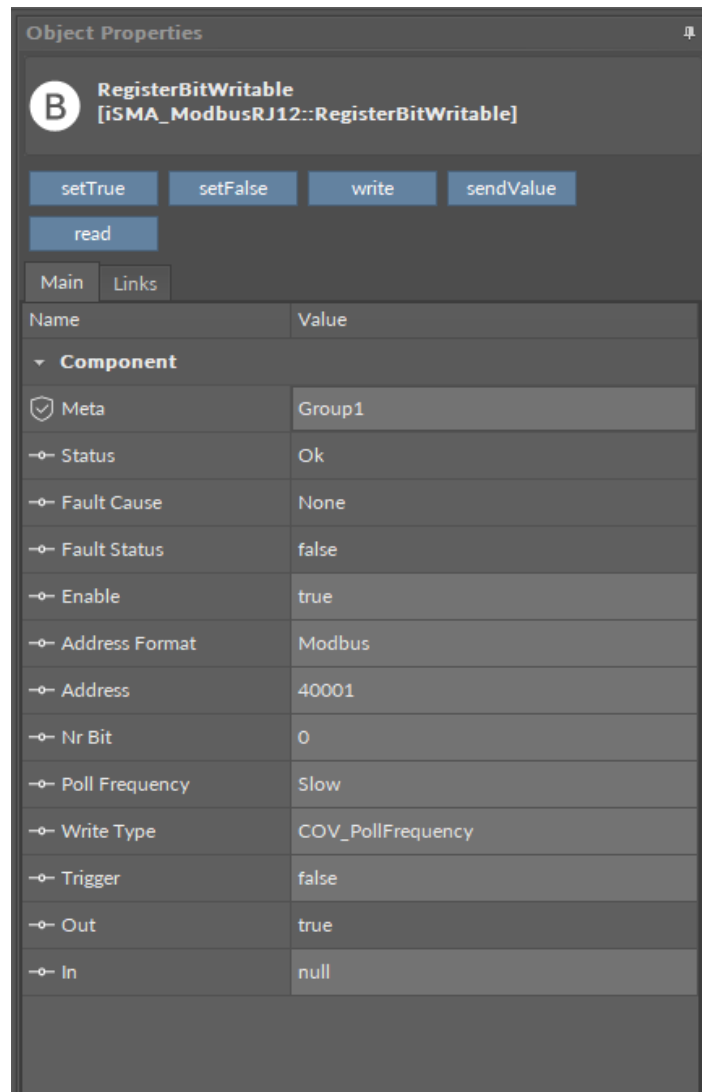 Object Properties
B
RegisterBitWritable
[iSMA_ModbusRJ12::RegisterBitWritable]
setTrue setFalse write sendValue
read
Main Links
Name Value
Component
Meta Group1
Status Ok
Fault Cause None
Fault Status false
Enable true
Address Format Modbus
Address 40001
Nr Bit 0
Poll Frequency Slow
Write Type COV_PollFrequency
Trigger false
Out true
In null